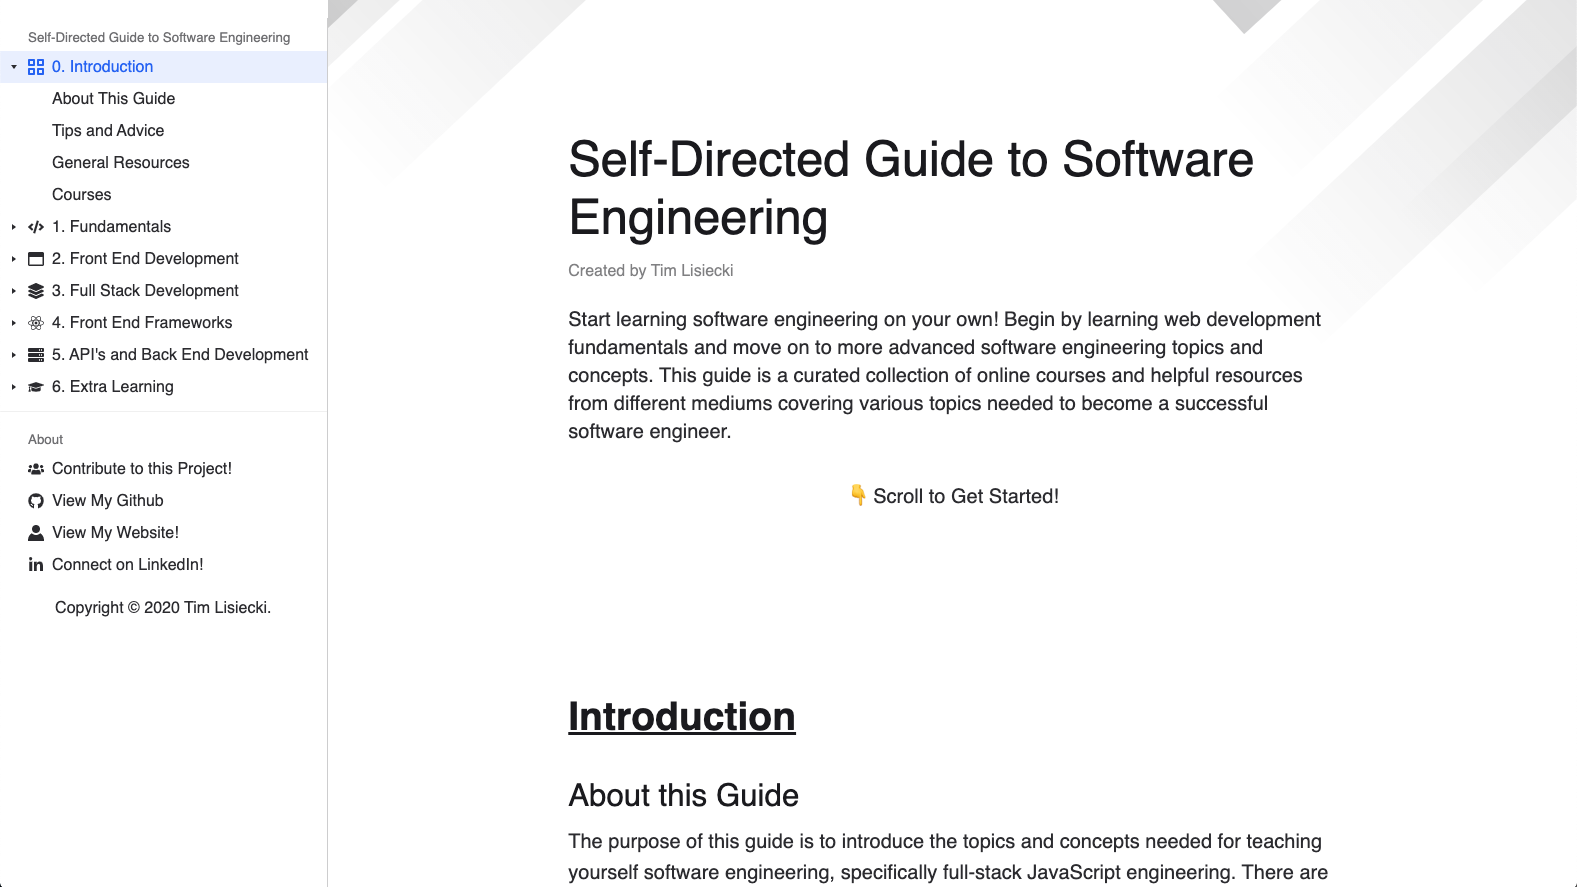 Self-Directed Guide to Software Engineering
0. Introduction
About This Guide
Tips and Advice
General Resources
Courses
1. Fundamentals
2. Front End Development
3. Full Stack Development
4. Front End Frameworks
5. API's and Back End Development
6. Extra Learning
About
Contribute to this Project!
View My Github
View My Website!
Connect on LinkedIn!
Copyright © 2020 Tim Lisiecki.
Self-Directed Guide to Software
Engineering
Created by Tim Lisiecki
Start learning software engineering on your own! Begin by learning web development
fundamentals and move on to more advanced software engineering topics and
concepts. This guide is a curated collection of online courses and helpful resources
from different mediums covering various topics needed to become a successful
software engineer.
👇 Scroll to Get Started!
Introduction
About this Guide
The purpose of this guide is to introduce the topics and concepts needed for teaching
yourself software engineering, specifically full-stack JavaScript engineering. There are